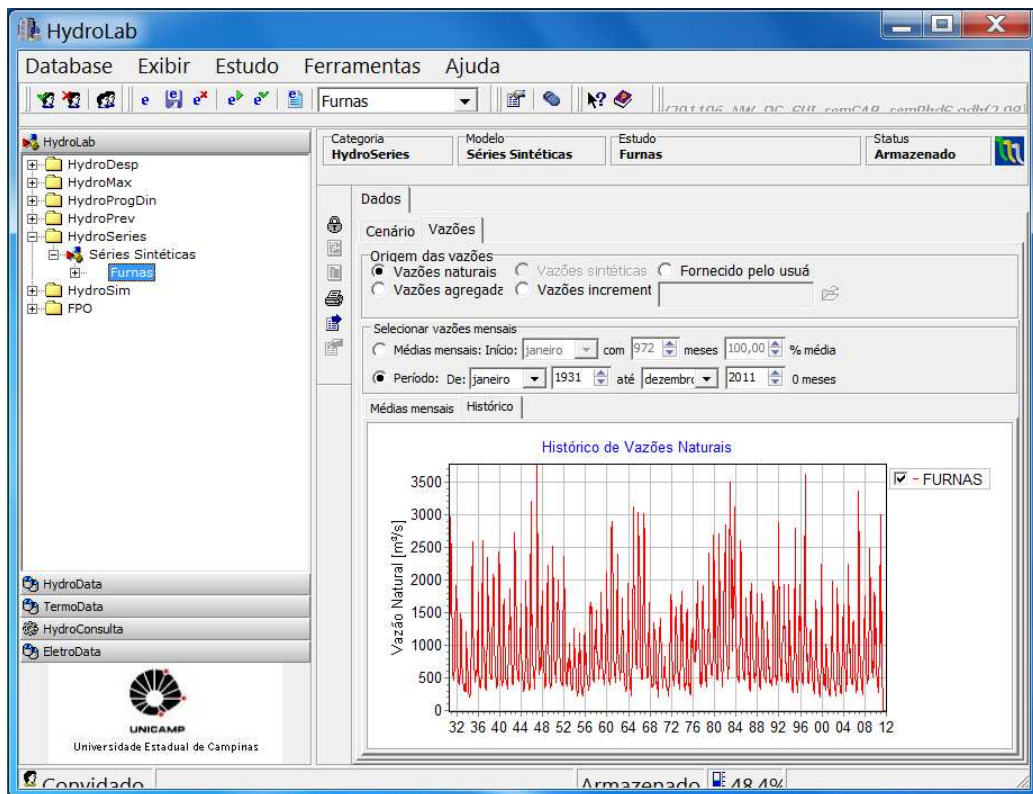 HydroLab
Database Exibir Estudo Ferramentas Ajuda
Furnas
HydroLab
HydroDesp
HydroMax
HydroProgDin
HydroPrev
HydroSeries
Séries Sintéticas
Furnas
HydroSim
FPO
HydroData
TermoData
HydroConsulta
EletroData
UNICAMP
Universidade Estadual de Campinas
Categoria Modelo Estudo Status
HydroSeries Séries Sintéticas Furnas Armazenado
Dados
Cenário Vazões
Origem das vazões
Vazões naturais Vazões sintéticas Fornecido pelo usuá
Vazões agregada Vazões increment
Selecionar vazões mensais
Médias mensais: Início: janeiro com 972 meses 100,00 % média
Período: De: janeiro 1931 até dezembro 2011 0 meses
Médias mensais Histórico
Histórico de Vazões Naturais
FURNAS
Vazão Natural [m³/s]
3500
3000
2500
2000
1500
1000
500
0
32 36 40 44 48 52 56 60 64 68 72 76 80 84 88 92 96 00 04 08 12
Convidado Armazenado 48,4%